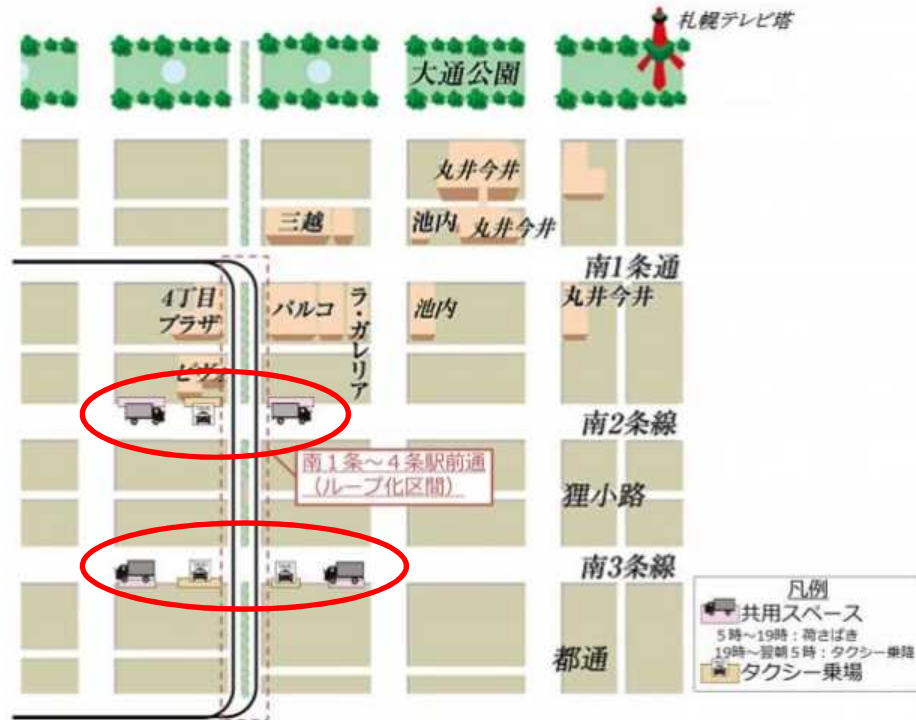 札幌テレビ塔
大通公園
丸井今井
三越
池内
丸井今井
南1条通
4丁目
プラザ
パルコ
ラ・ガレリア
池内
丸井今井
ピヴォ
南2条線
南1条～4条駅前通
(ループ化区間)
狸小路
南3条線
都通
凡例
共用スペース
5時～19時：荷さばき
19時～翌朝5時：タクシー乗降
タクシー乗場